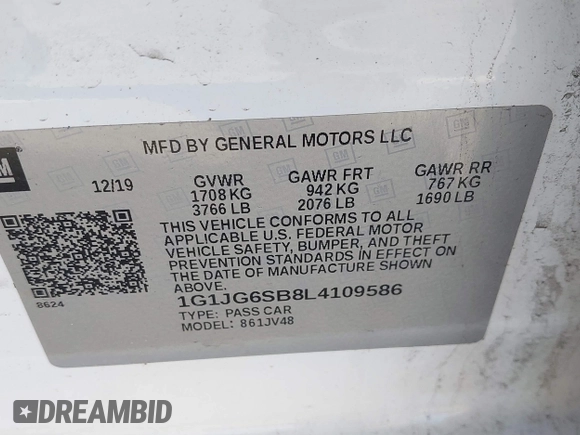 GM
MFD BY GENERAL MOTORS LLC
12/19
GVWR
1708 KG
3766 LB
GAWR FRT
942 KG
2076 LB
GAWR RR
767 KG
1690 LB
THIS VEHICLE CONFORMS TO ALL
APPLICABLE U.S. FEDERAL MOTOR
VEHICLE SAFETY, BUMPER, AND THEFT
PREVENTION STANDARDS IN EFFECT ON
THE DATE OF MANUFACTURE SHOWN
ABOVE.
8624
1G1JG6SB8L4109586
TYPE: PASS CAR
MODEL: 861JV48
DREAMBID